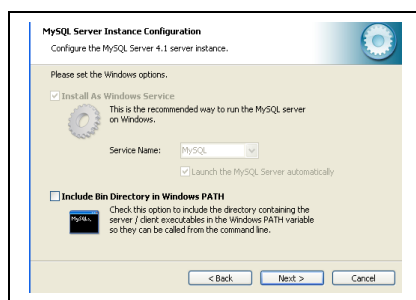 MySQL Server Instance Configuration
Configure the MySQL Server 4.1 server instance.
Please set the Windows options.
Install As Windows Service
This is the recommended way to run the MySQL server
on Windows.
Service Name:
MySQL
Launch the MySQL Server automatically
Include Bin Directory in Windows PATH
MySQL
Check this option to include the directory containing the
server / client executables in the Windows PATH variable
so they can be called from the command line.
< Back
Next >
Cancel